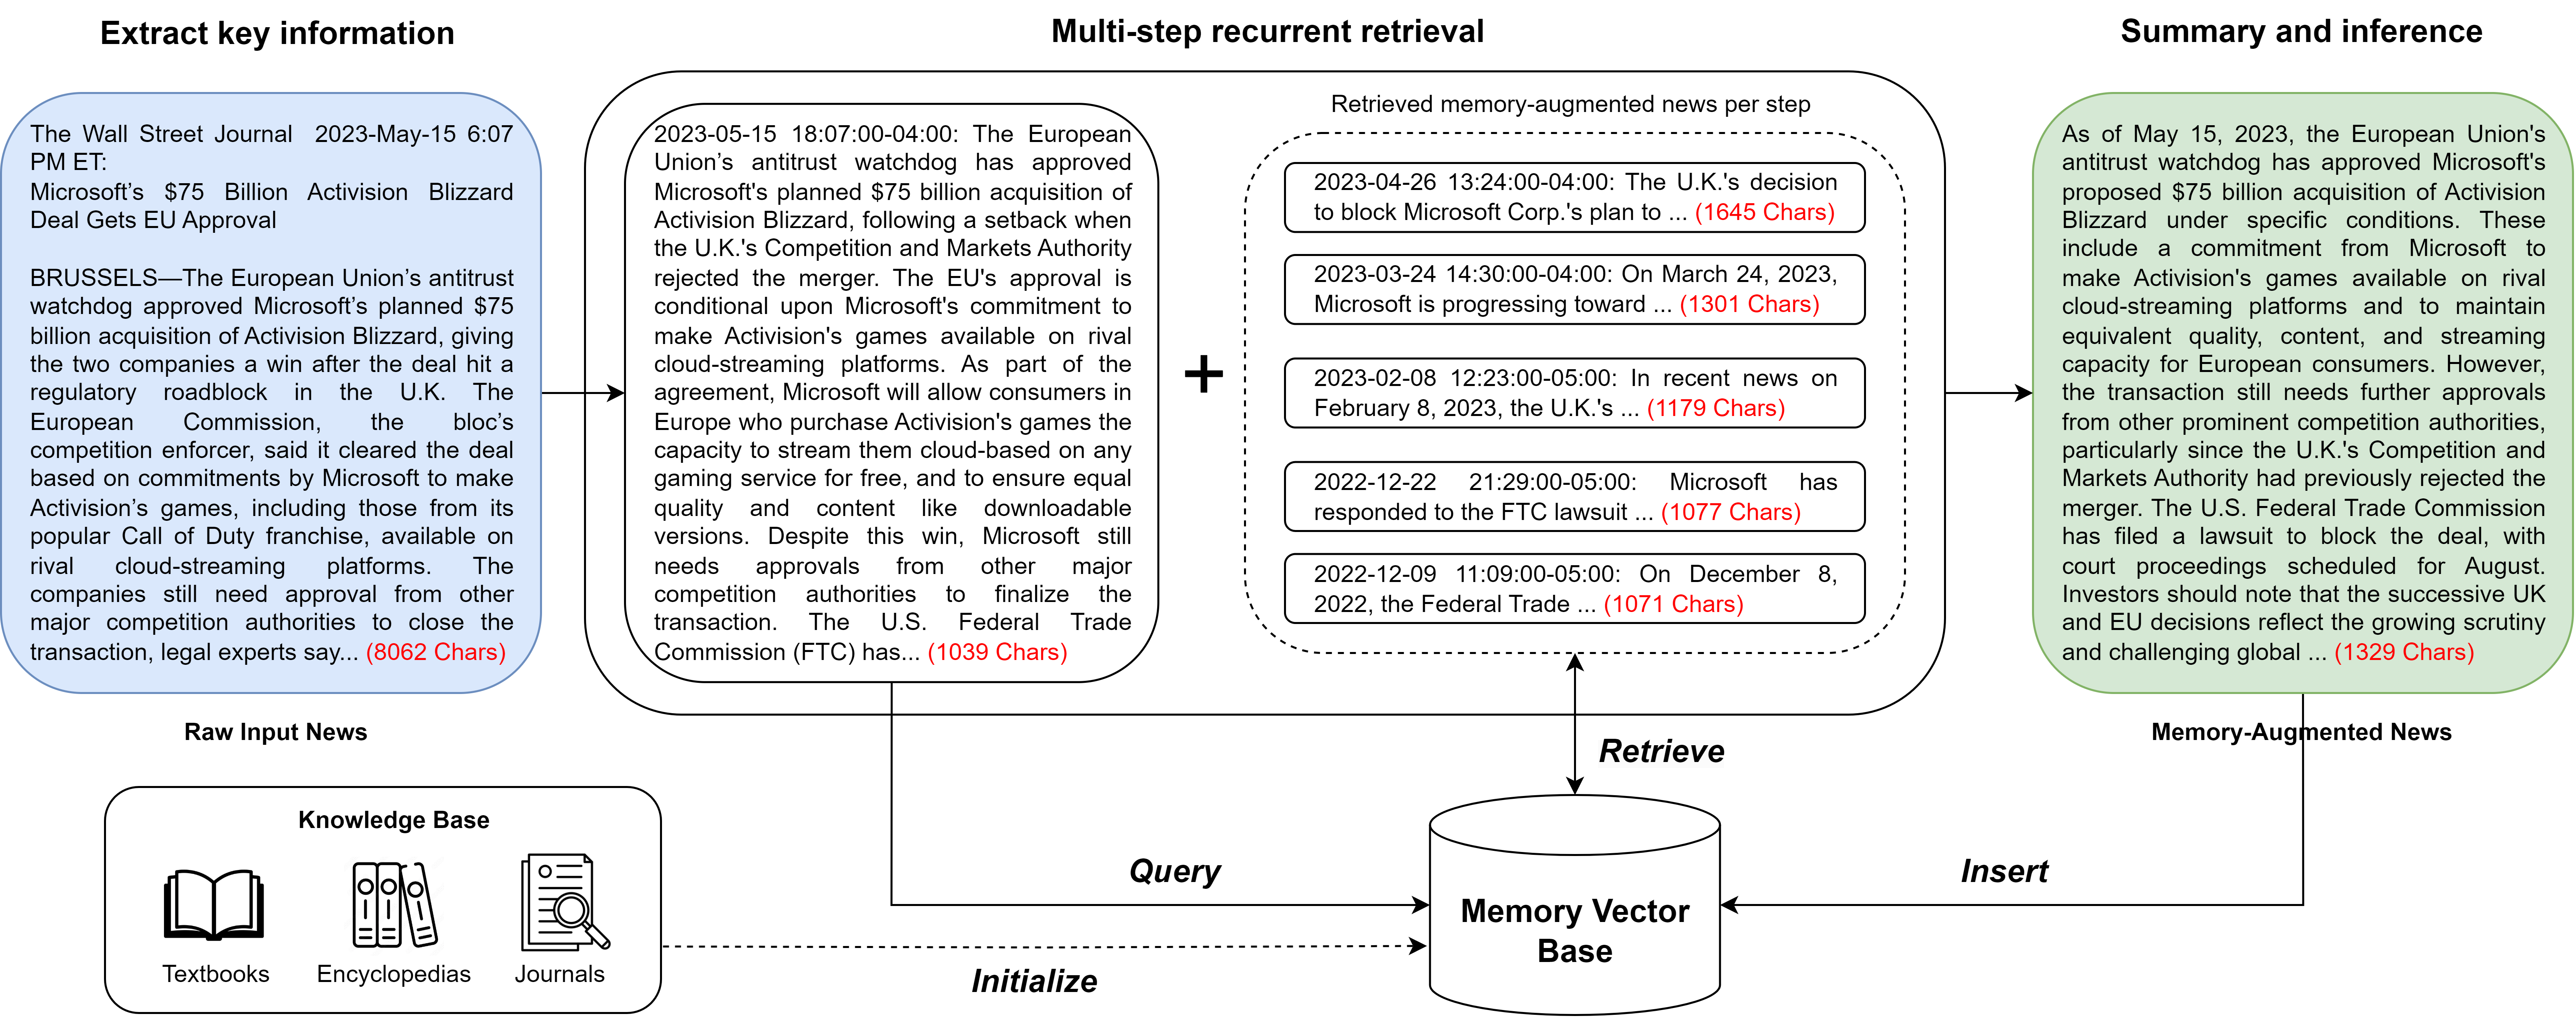 Extract key information
Multi-step recurrent retrieval
Summary and inference
The Wall Street Journal 2023-May-15 6:07
PM ET:
Microsoft’s $75 Billion Activision Blizzard
Deal Gets EU Approval
BRUSSELS—The European Union’s antitrust
watchdog approved Microsoft’s planned $75
billion acquisition of Activision Blizzard, giving
the two companies a win after the deal hit a
regulatory roadblock in the U.K. The
European Commission, the bloc’s
competition enforcer, said it cleared the deal
based on commitments by Microsoft to make
Activision’s games, including those from its
popular Call of Duty franchise, available on
rival cloud-streaming platforms. The
companies still need approval from other
major competition authorities to close the
transaction, legal experts say... (8062 Chars)
Raw Input News
2023-05-15 18:07:00-04:00: The European
Union’s antitrust watchdog has approved
Microsoft's planned $75 billion acquisition of
Activision Blizzard, following a setback when
the U.K.'s Competition and Markets Authority
rejected the merger. The EU's approval is
conditional upon Microsoft's commitment to
make Activision's games available on rival
cloud-streaming platforms. As part of the
agreement, Microsoft will allow consumers in
Europe who purchase Activision's games the
capacity to stream them cloud-based on any
gaming service for free, and to ensure equal
quality and content like downloadable
versions. Despite this win, Microsoft still
needs approvals from other major
competition authorities to finalize the
transaction. The U.S. Federal Trade
Commission (FTC) has... (1039 Chars)
+
Retrieved memory-augmented news per step
2023-04-26 13:24:00-04:00: The U.K.'s decision
to block Microsoft Corp.'s plan to ... (1645 Chars)
2023-03-24 14:30:00-04:00: On March 24, 2023,
Microsoft is progressing toward ... (1301 Chars)
2023-02-08 12:23:00-05:00: In recent news on
February 8, 2023, the U.K.'s ... (1179 Chars)
2022-12-22 21:29:00-05:00: Microsoft has
responded to the FTC lawsuit ... (1077 Chars)
2022-12-09 11:09:00-05:00: On December 8,
2022, the Federal Trade ... (1071 Chars)
As of May 15, 2023, the European Union's
antitrust watchdog has approved Microsoft's
proposed $75 billion acquisition of Activision
Blizzard under specific conditions. These
include a commitment from Microsoft to
make Activision's games available on rival
cloud-streaming platforms and to maintain
equivalent quality, content, and streaming
capacity for European consumers. However,
the transaction still needs further approvals
from other prominent competition authorities,
particularly since the U.K.'s Competition and
Markets Authority had previously rejected the
merger. The U.S. Federal Trade Commission
has filed a lawsuit to block the deal, with
court proceedings scheduled for August.
Investors should note that the successive UK
and EU decisions reflect the growing scrutiny
and challenging global ... (1329 Chars)
Memory-Augmented News
Retrieve
Knowledge Base
Textbooks
Encyclopedias
Journals
Query
Insert
Initialize
Memory Vector
Base